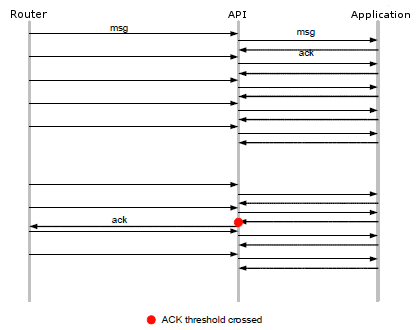 Router API Application
msg
msg
ack
ack
ACK threshold crossed